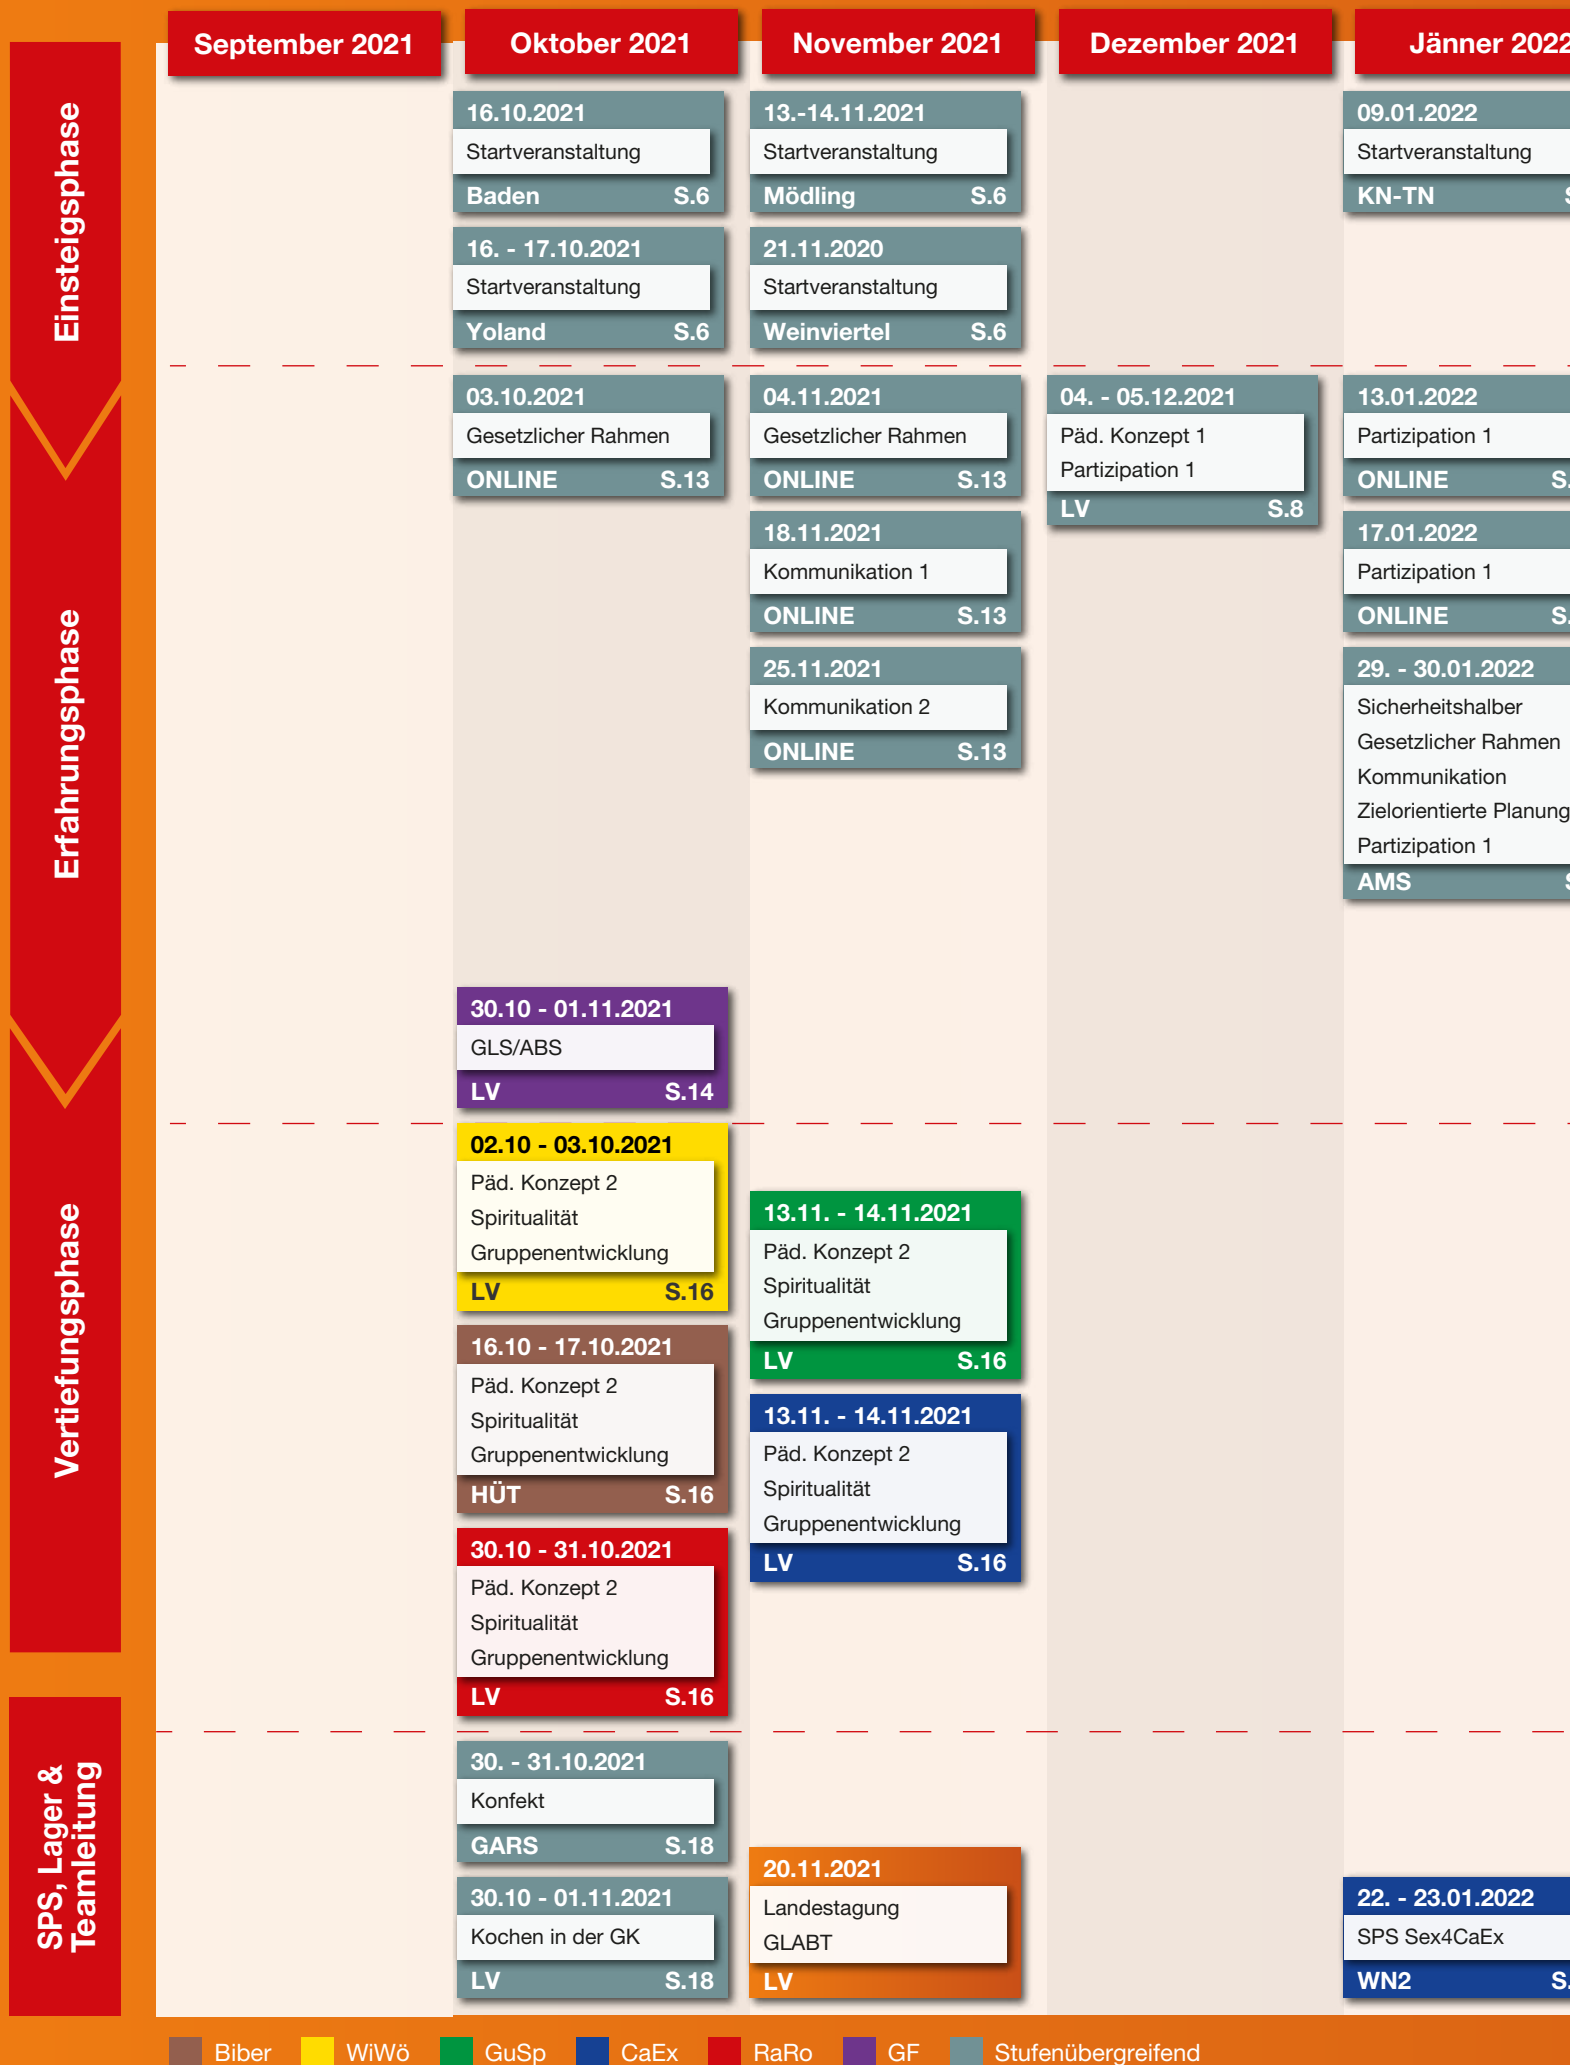 September 2021
Oktober 2021
November 2021
Dezember 2021
Jänner 2022
Einsteigsphase
16.10.2021
Startveranstaltung
Baden S.6
16. - 17.10.2021
Startveranstaltung
Yoland S.6
13.-14.11.2021
Startveranstaltung
Mödling S.6
21.11.2020
Startveranstaltung
Weinviertel S.6
09.01.2022
Startveranstaltung
KN-TN
Erfahrungsphase
03.10.2021
Gesetzlicher Rahmen
ONLINE S.13
30.10 - 01.11.2021
GLS/ABS
LV S.14
04.11.2021
Gesetzlicher Rahmen
ONLINE S.13
18.11.2021
Kommunikation 1
ONLINE S.13
25.11.2021
Kommunikation 2
ONLINE S.13
04. - 05.12.2021
Päd. Konzept 1
Partizipation 1
LV S.8
13.01.2022
Partizipation 1
ONLINE S.
17.01.2022
Partizipation 1
ONLINE S.
29. - 30.01.2022
Sicherheitshalber
Gesetzlicher Rahmen
Kommunikation
Zielorientierte Planung
Partizipation 1
AMS
Vertiefungsphase
02.10 - 03.10.2021
Päd. Konzept 2
Spiritualität
Gruppenentwicklung
LV S.16
16.10 - 17.10.2021
Päd. Konzept 2
Spiritualität
Gruppenentwicklung
HÜT S.16
30.10 - 31.10.2021
Päd. Konzept 2
Spiritualität
Gruppenentwicklung
LV S.16
13.11. - 14.11.2021
Päd. Konzept 2
Spiritualität
Gruppenentwicklung
LV S.16
13.11. - 14.11.2021
Päd. Konzept 2
Spiritualität
Gruppenentwicklung
LV S.16
SPS, Lager &
Teamleitung
30. - 31.10.2021
Konfekt
GARS S.18
30.10 - 01.11.2021
Kochen in der GK
LV S.18
20.11.2021
Landestagung
GLABT
LV
22. - 23.01.2022
SPS Sex4CaEx
WN2 S.
Biber WiWö GuSp CaEx RaRo GF Stufenübergreifend